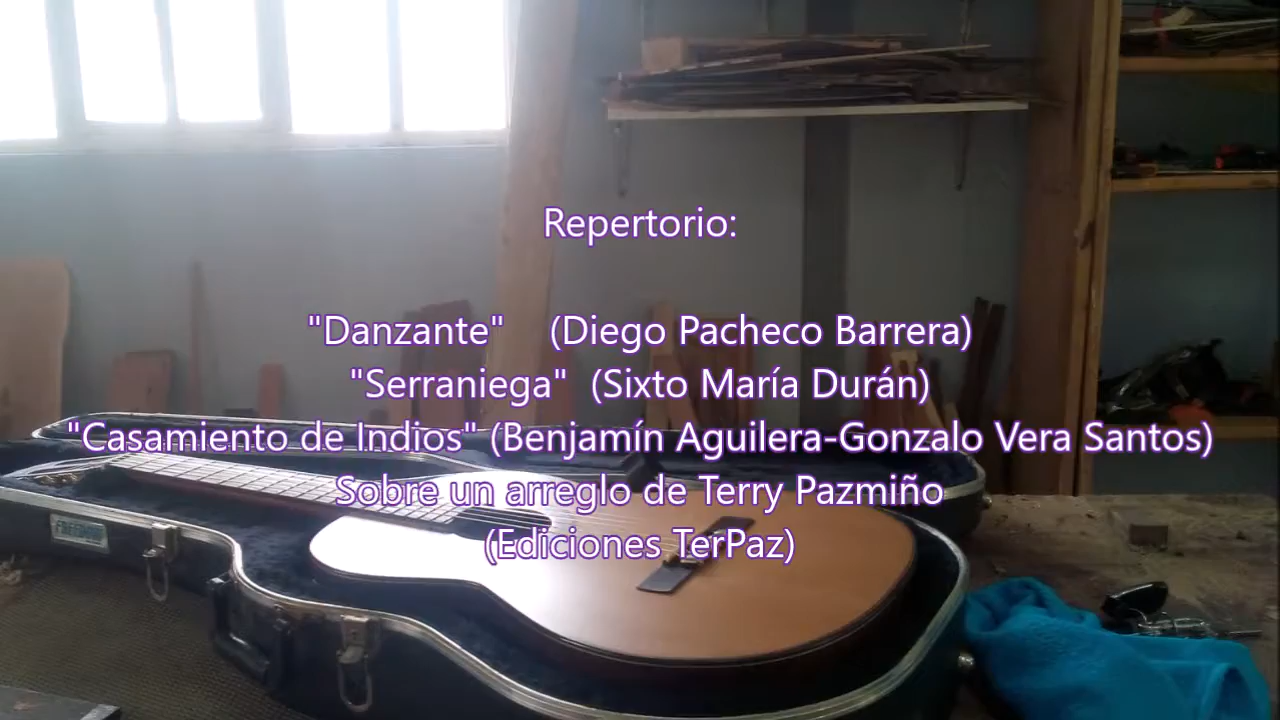 Repertorio:
"Danzante" (Diego Pacheco Barrera)
"Serraniega" (Sixto María Durán)
"Casamiento de Indios" (Benjamín Aguilera-Gonzalo Vera Santos)
Sobre un arreglo de Terry Pazmiño
(Ediciones TerPaz)